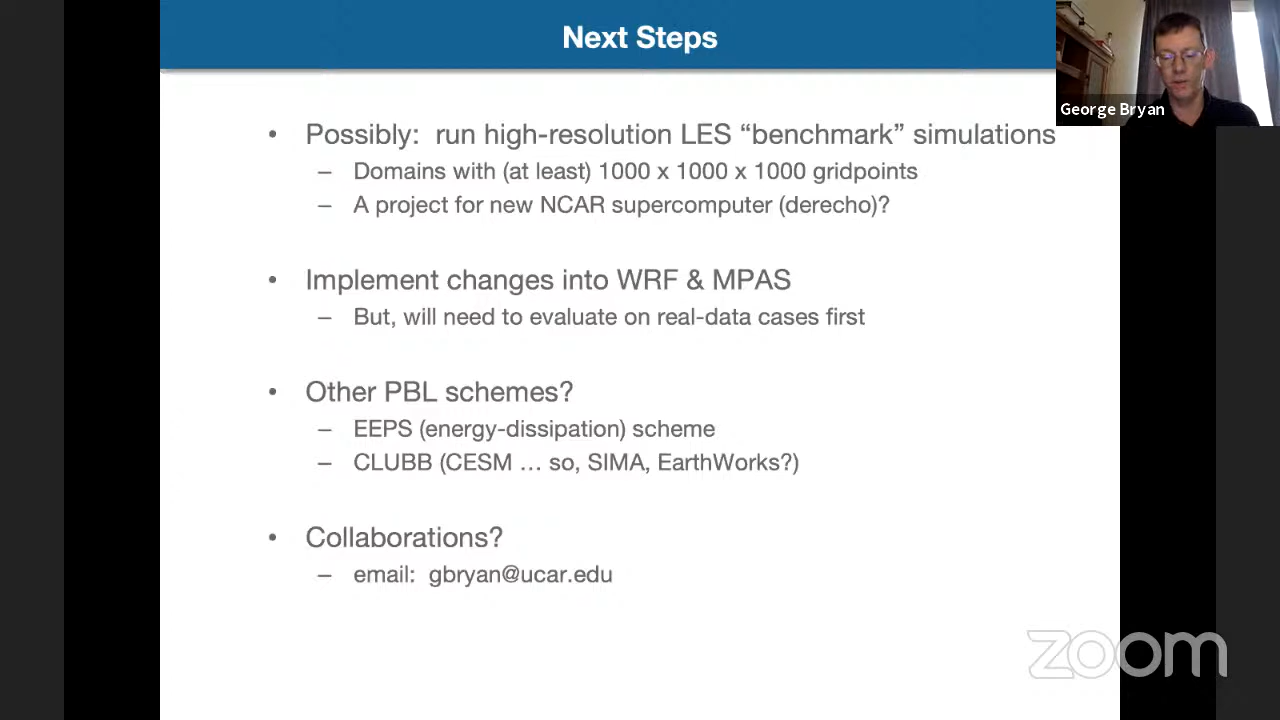 Next Steps
George Bryan
• Possibly: run high-resolution LES “benchmark” simulations
– Domains with (at least) 1000 x 1000 x 1000 gridpoints
– A project for new NCAR supercomputer (derecho)?
• Implement changes into WRF & MPAS
– But, will need to evaluate on real-data cases first
• Other PBL schemes?
– EEPS (energy-dissipation) scheme
– CLUBB (CESM … so, SIMA, EarthWorks?)
• Collaborations?
– email: gbryan@ucar.edu
zoom